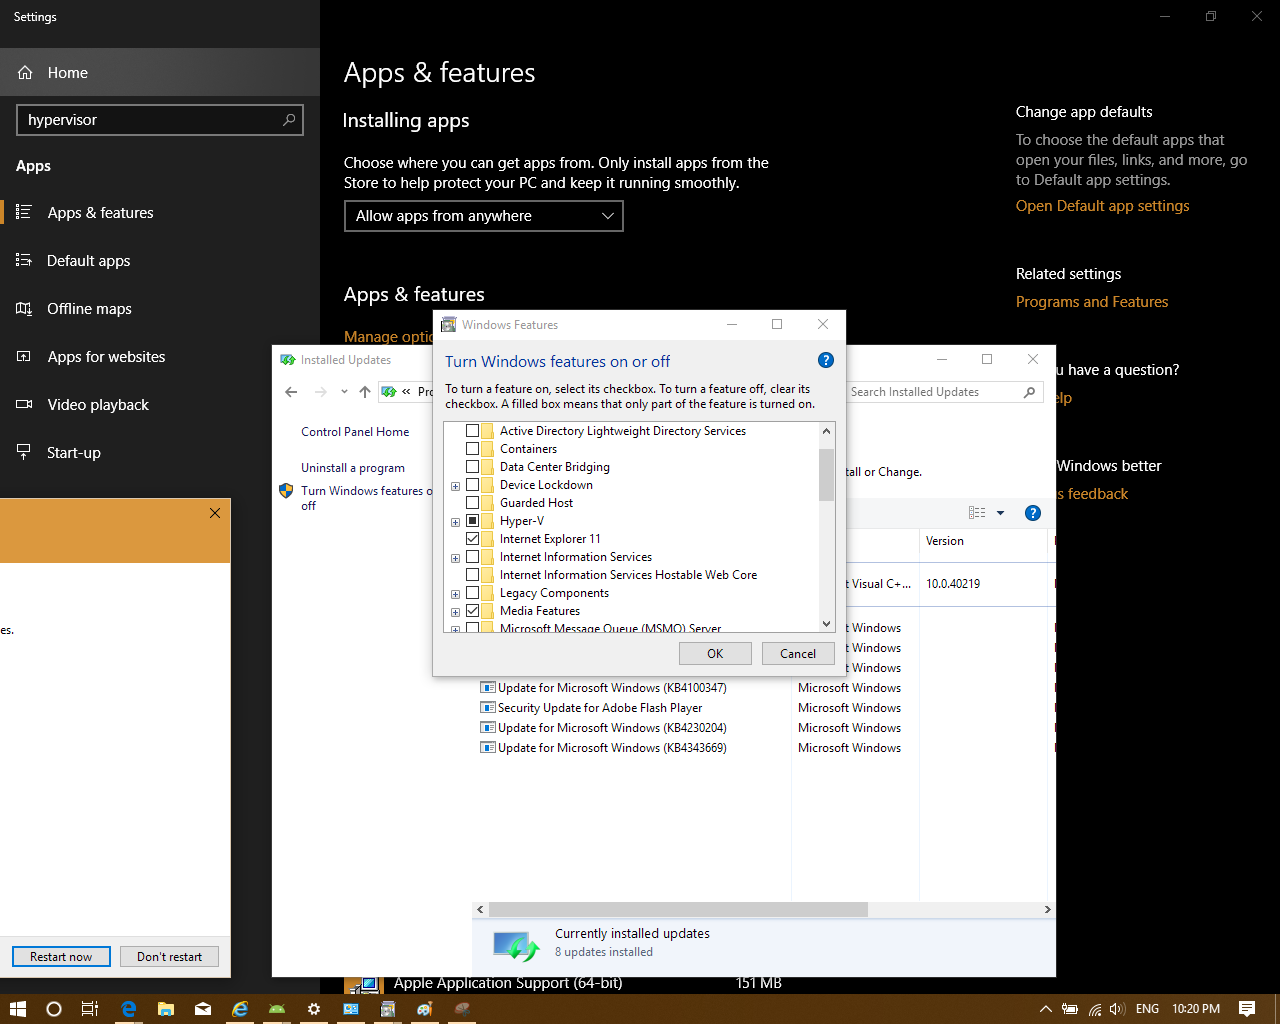 Settings
Home
hypervisor
Apps
Apps & features
Default apps
Offline maps
Apps for websites
Video playback
Start-up
Apps & features
Installing apps
Choose where you can get apps from. Only install apps from the
Store to help protect your PC and keep it running smoothly.
Allow apps from anywhere
Apps & features
Manage optio
Change app defaults
To choose the default apps that
open your files, links, and more, go
to Default app settings.
Open Default app settings
Related settings
Programs and Features
u have a question?
elp
Windows better
s feedback
es.
Restart now
Don't restart
Installed Updates
«
Pro
Search Installed Updates
Control Panel Home
Uninstall a program
Turn Windows features o
off
tall or Change.
Version
t Visual C+...
10.0.40219
t Windows
t Windows
t Windows
Update for Microsoft Windows (KB4100347)
Microsoft Windows
Security Update for Adobe Flash Player
Microsoft Windows
Update for Microsoft Windows (KB4230204)
Microsoft Windows
Update for Microsoft Windows (KB4343669)
Microsoft Windows
Currently installed updates
8 updates installed
Windows Features
Turn Windows features on or off
To turn a feature on, select its checkbox. To turn a feature off, clear its
checkbox. A filled box means that only part of the feature is turned on.
Active Directory Lightweight Directory Services
Containers
Data Center Bridging
Device Lockdown
Guarded Host
Hyper-V
Internet Explorer 11
Internet Information Services
Internet Information Services Hostable Web Core
Legacy Components
Media Features
Microsoft Message Queue (MSMQ) Server
OK
Cancel
Apple Application Support (64-bit)
151 MB
ENG
10:20 PM